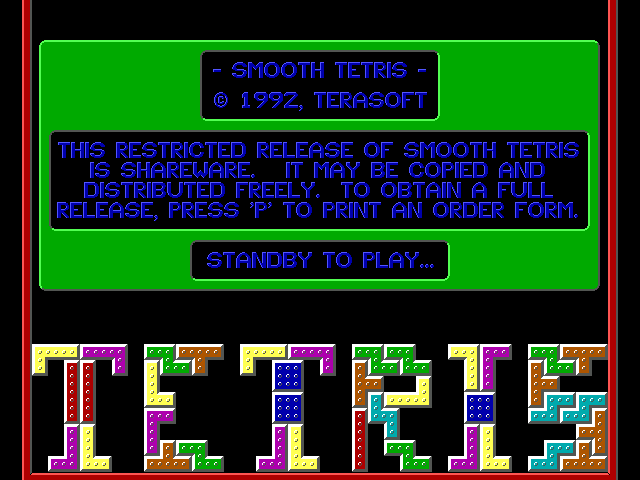 - SMOOTH TETRIS -
© 1992, TERASOFT
THIS RESTRICTED RELEASE OF SMOOTH TETRIS
IS SHAREWARE. IT MAY BE COPIED AND
DISTRIBUTED FREELY. TO OBTAIN A FULL
RELEASE, PRESS 'P' TO PRINT AN ORDER FORM.
STANDBY TO PLAY...
TETRIS